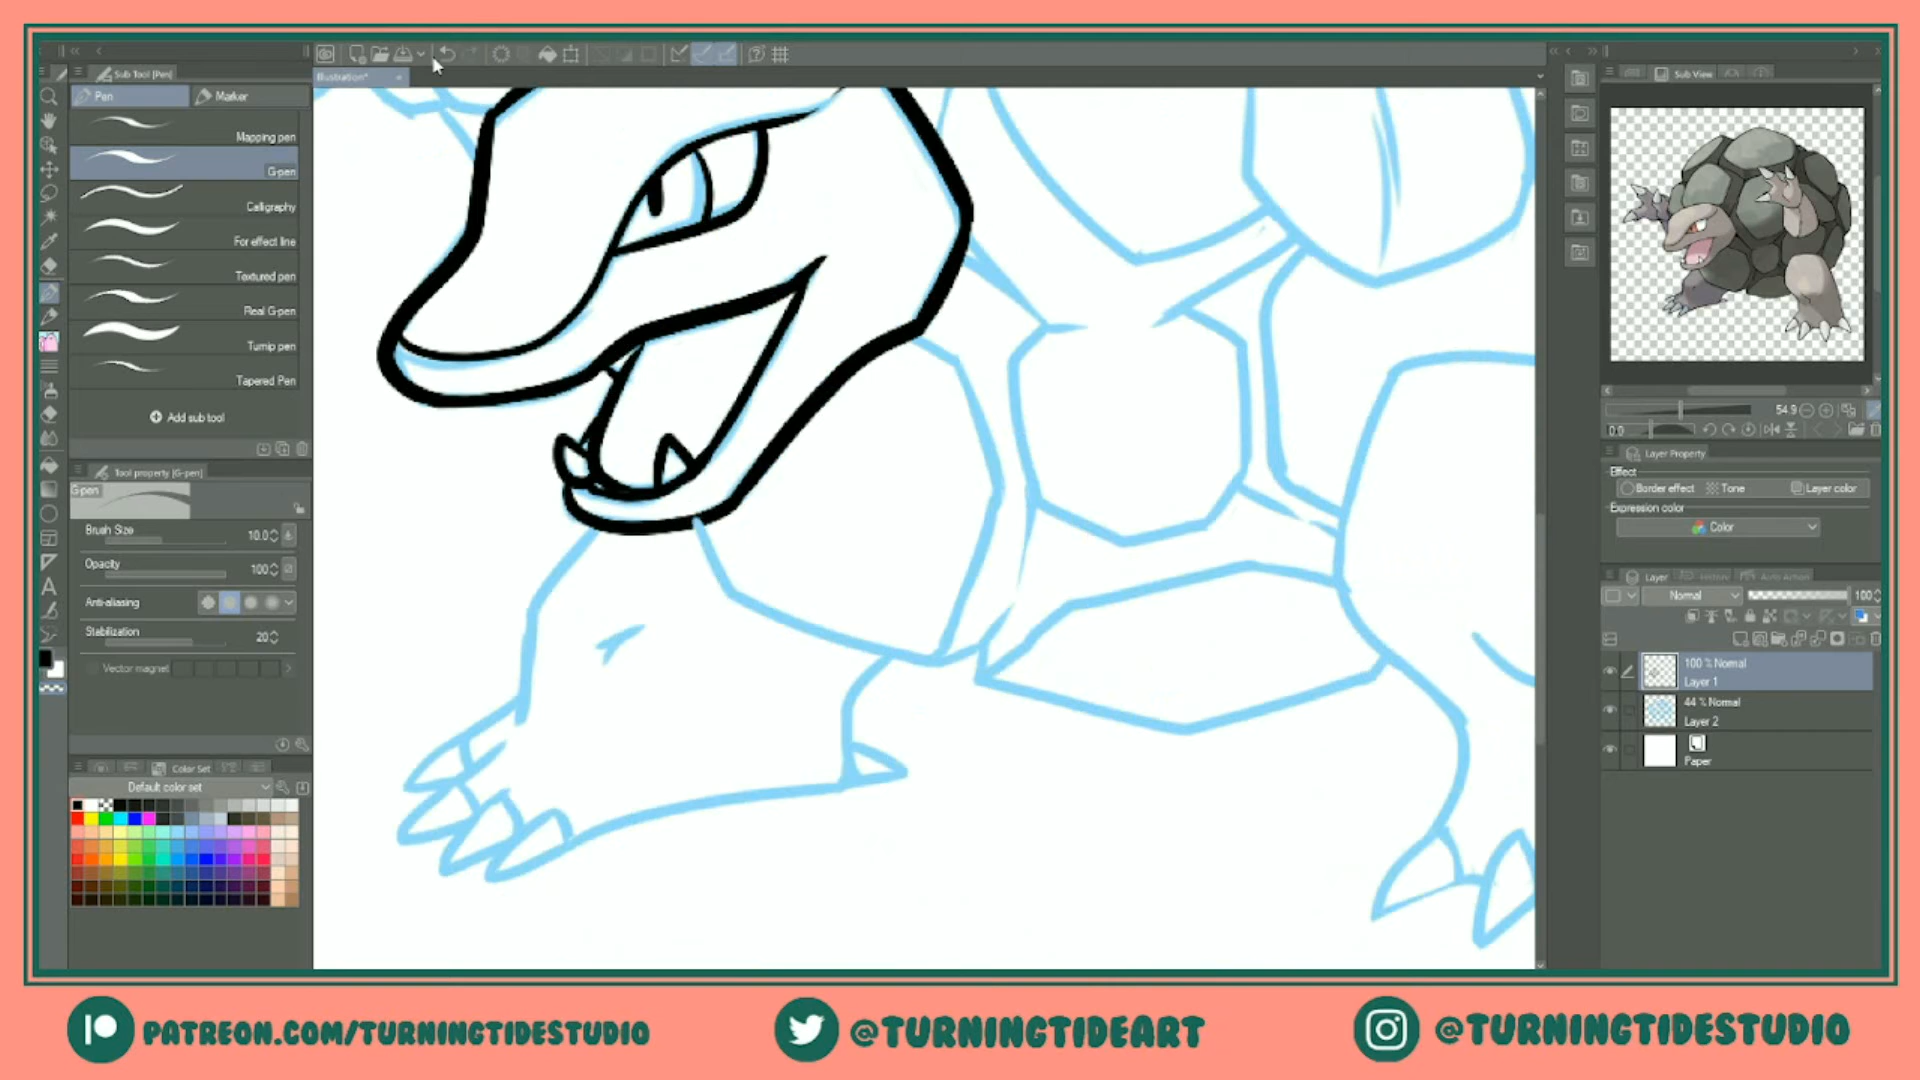 Sub Tool [Pen]
Pen
Marker
Mapping pen
G-pen
Calligraphy
For effect line
Textured pen
Real G-pen
Turnip pen
Tapered Pen
Add sub tool
Tool property [G-pen]
G-pen
Brush Size
10.0
Opacity
100
Anti-aliasing
Stabilization
20
Vector magnet
Color Set
Default color set
Illustration*
Sub View
54.9
0.0
Layer Property
Effect
Border effect
Tone
Layer color
Expression color
Color
Layer
History
Auto Action
Normal
100
100 % Normal
Layer 1
44 % Normal
Layer 2
Paper
PATREON.COM/TURNINGTIDESTUDIO
@TURNINGTIDEART
@TURNINGTIDESTUDIO